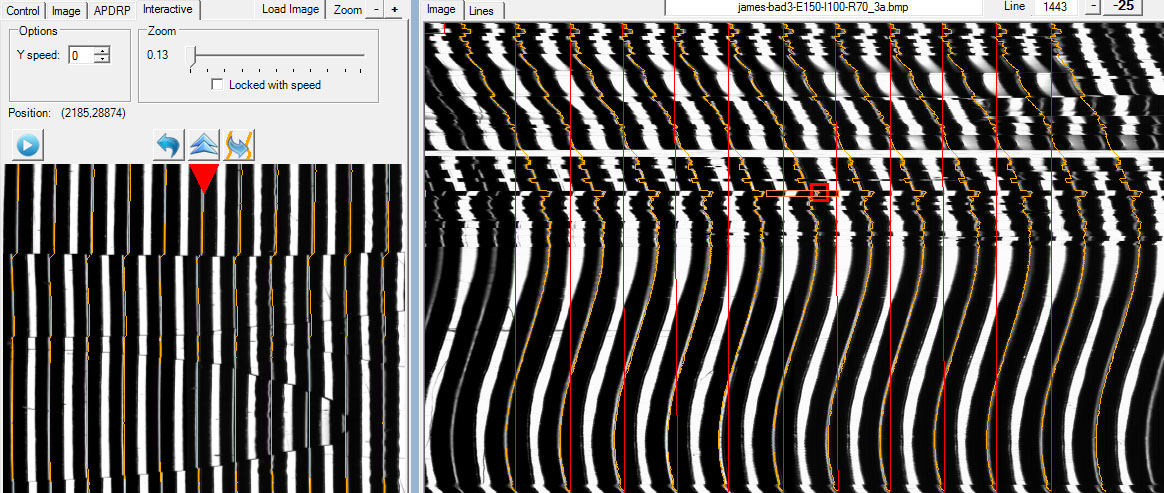 Control Image APDRP Interactive Load Image Zoom - +
Options
Y speed: 0
Zoom
0.13
Locked with speed
Position: (2185,28874)
Image Lines james-bad3-E150-I100-R70_3a.bmp Line 1443 - -25